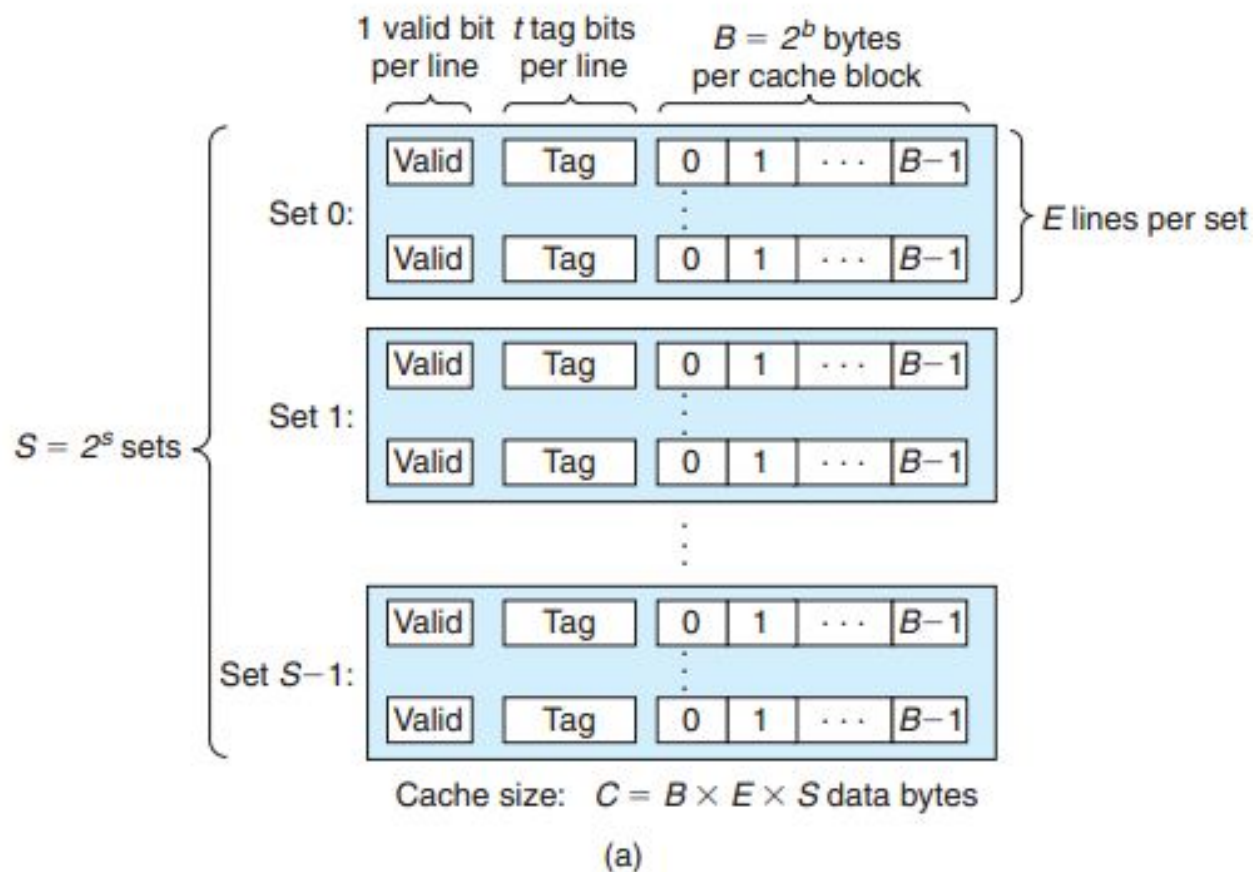 1 valid bit per line
t tag bits per line
B = 2^b bytes per cache block
S = 2^s sets
Set 0:
Valid Tag 0 1 · · · B−1
Valid Tag 0 1 · · · B−1
E lines per set
Set 1:
Valid Tag 0 1 · · · B−1
Valid Tag 0 1 · · · B−1
Set S−1:
Valid Tag 0 1 · · · B−1
Valid Tag 0 1 · · · B−1
Cache size: C = B × E × S data bytes
(a)